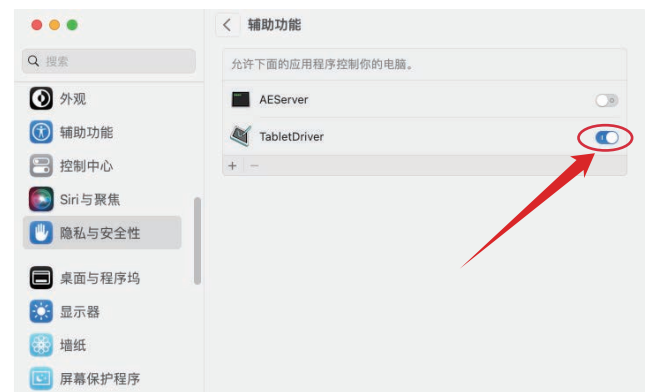 辅助功能
搜索
允许下面的应用程序控制你的电脑。
外观
AEServer
辅助功能
TabletDriver
控制中心
+ −
Siri与聚焦
隐私与安全性
桌面与程序坞
显示器
墙纸
屏幕保护程序